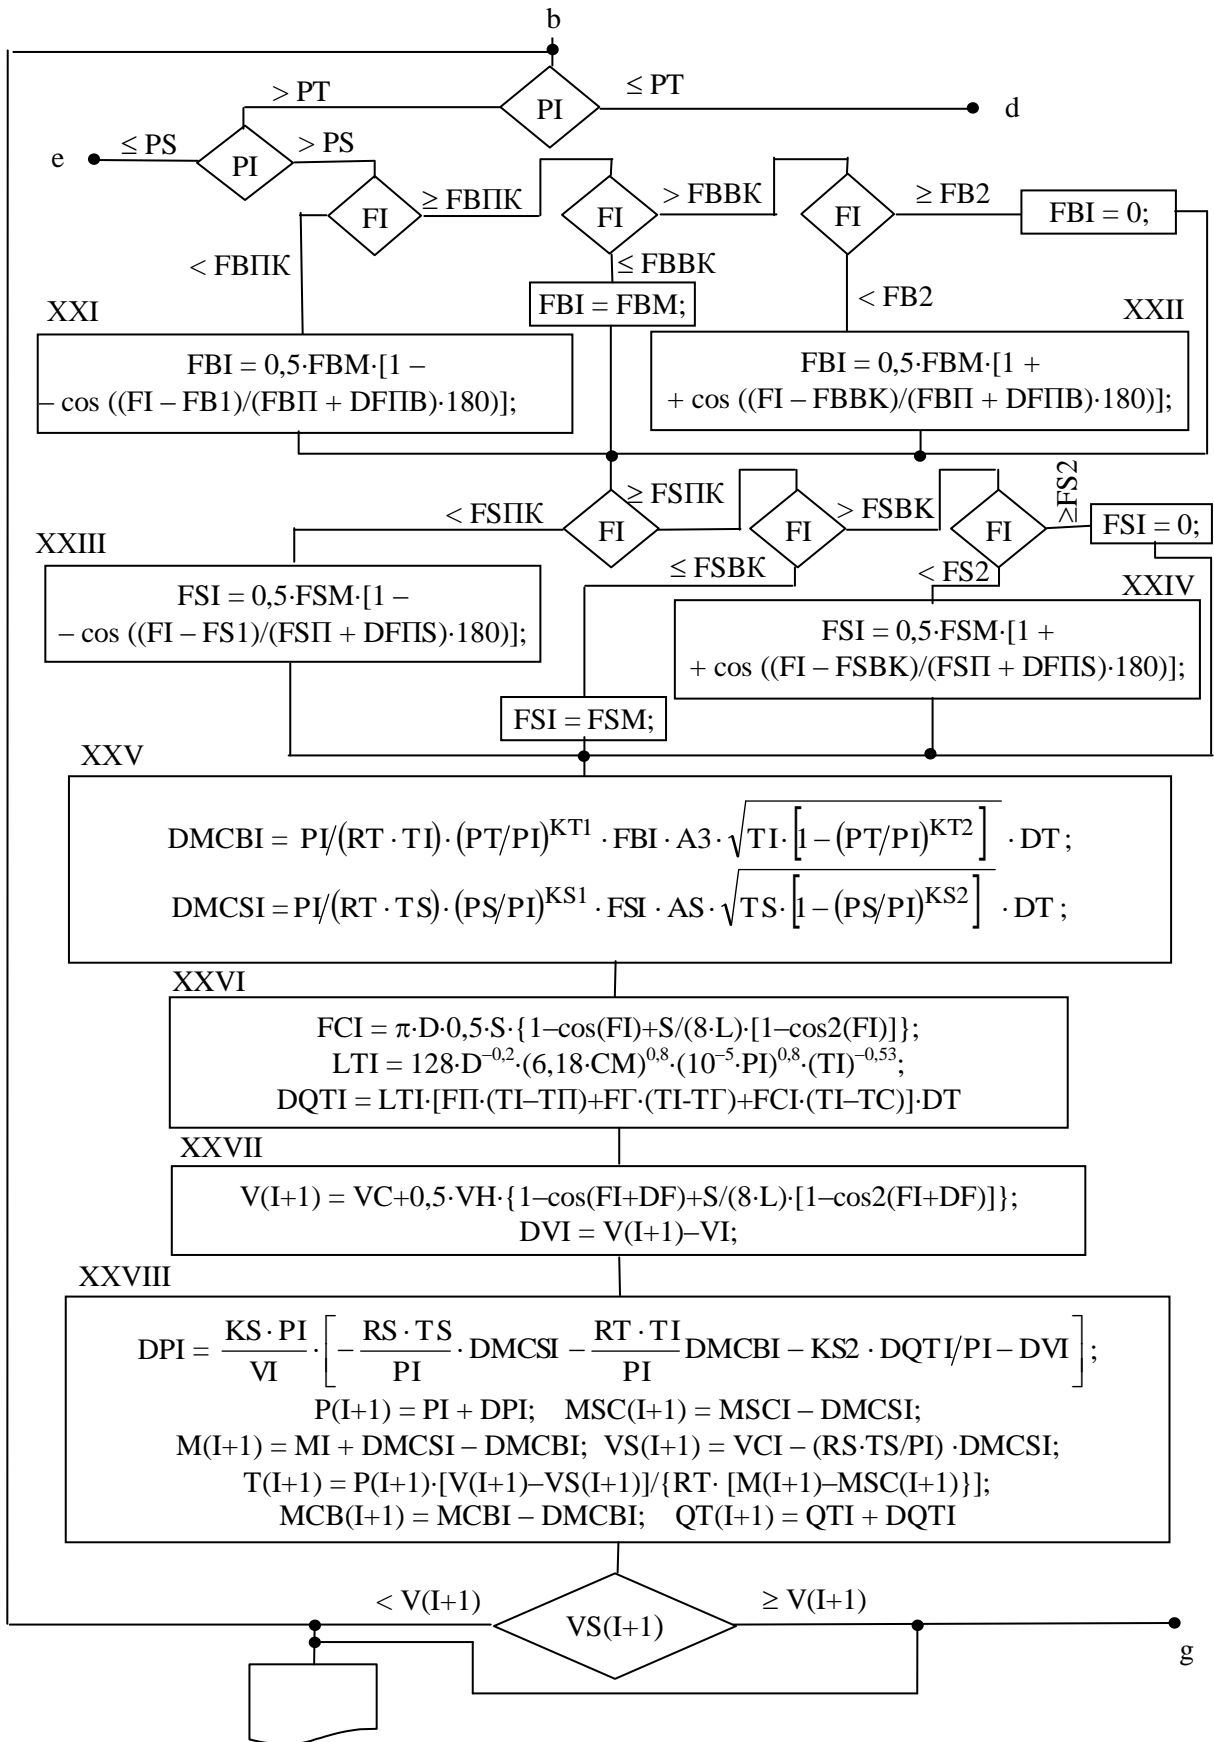 b
> PT
PI
≤ PT
d
e
≤ PS
PI
> PS
FI
≥ FBПК
FI
> FBBK
FI
≥ FB2
FBI = 0;
< FBПК
≤ FBBK
FBI = FBM;
< FB2
XXI
FBI = 0,5·FBM·[1 –
– cos ((FI – FB1)/(FBП + DFПB)·180)];
XXII
FBI = 0,5·FBM·[1 +
+ cos ((FI – FBBK)/(FBП + DFПB)·180)];
< FSПК
FI
≥ FSПК
FI
> FSBK
FI
≥FS2
FSI = 0;
≤ FSBK
< FS2
XXIII
FSI = 0,5·FSM·[1 –
– cos ((FI – FS1)/(FSП + DFПS)·180)];
XXIV
FSI = 0,5·FSM·[1 +
+ cos ((FI – FSBK)/(FSП + DFПS)·180)];
FSI = FSM;
XXV
DMCBI = PI/(RT · TI)·(PT/PI)^KT1 · FBI · A3 · √TI·[1–(PT/PI)^KT2] · DT;
DMCSI = PI/(RT · TS)·(PS/PI)^KS1 · FSI · AS · √TS·[1–(PS/PI)^KS2] · DT;
XXVI
FCI = π·D·0,5·S·{1–cos(FI)+S/(8·L)·[1–cos2(FI)]};
LTI = 128·D^–0,2·(6,18·CM)^0,8·(10^–5·PI)^0,8·(TI)^–0,53;
DQTI = LTI·[FП·(TI–TП)+FГ·(TI-TГ)+FCI·(TI–TC)]·DT
XXVII
V(I+1) = VC+0,5·VH·{1–cos(FI+DF)+S/(8·L)·[1–cos2(FI+DF)]};
DVI = V(I+1)–VI;
XXVIII
DPI = KS · PI/VI · [– RS · TS/PI · DMCSI – RT · TI/PI DMCBI – KS2 · DQTI/PI – DVI];
P(I+1) = PI + DPI; MSC(I+1) = MSCI – DMCSI;
M(I+1) = MI + DMCSI – DMCBI; VS(I+1) = VCI – (RS·TS/PI) ·DMCSI;
T(I+1) = P(I+1)·[V(I+1)–VS(I+1)]/{RT· [M(I+1)–MSC(I+1)}];
MCB(I+1) = MCBI – DMCBI; QT(I+1) = QTI + DQTI
< V(I+1)
VS(I+1)
≥ V(I+1)
g